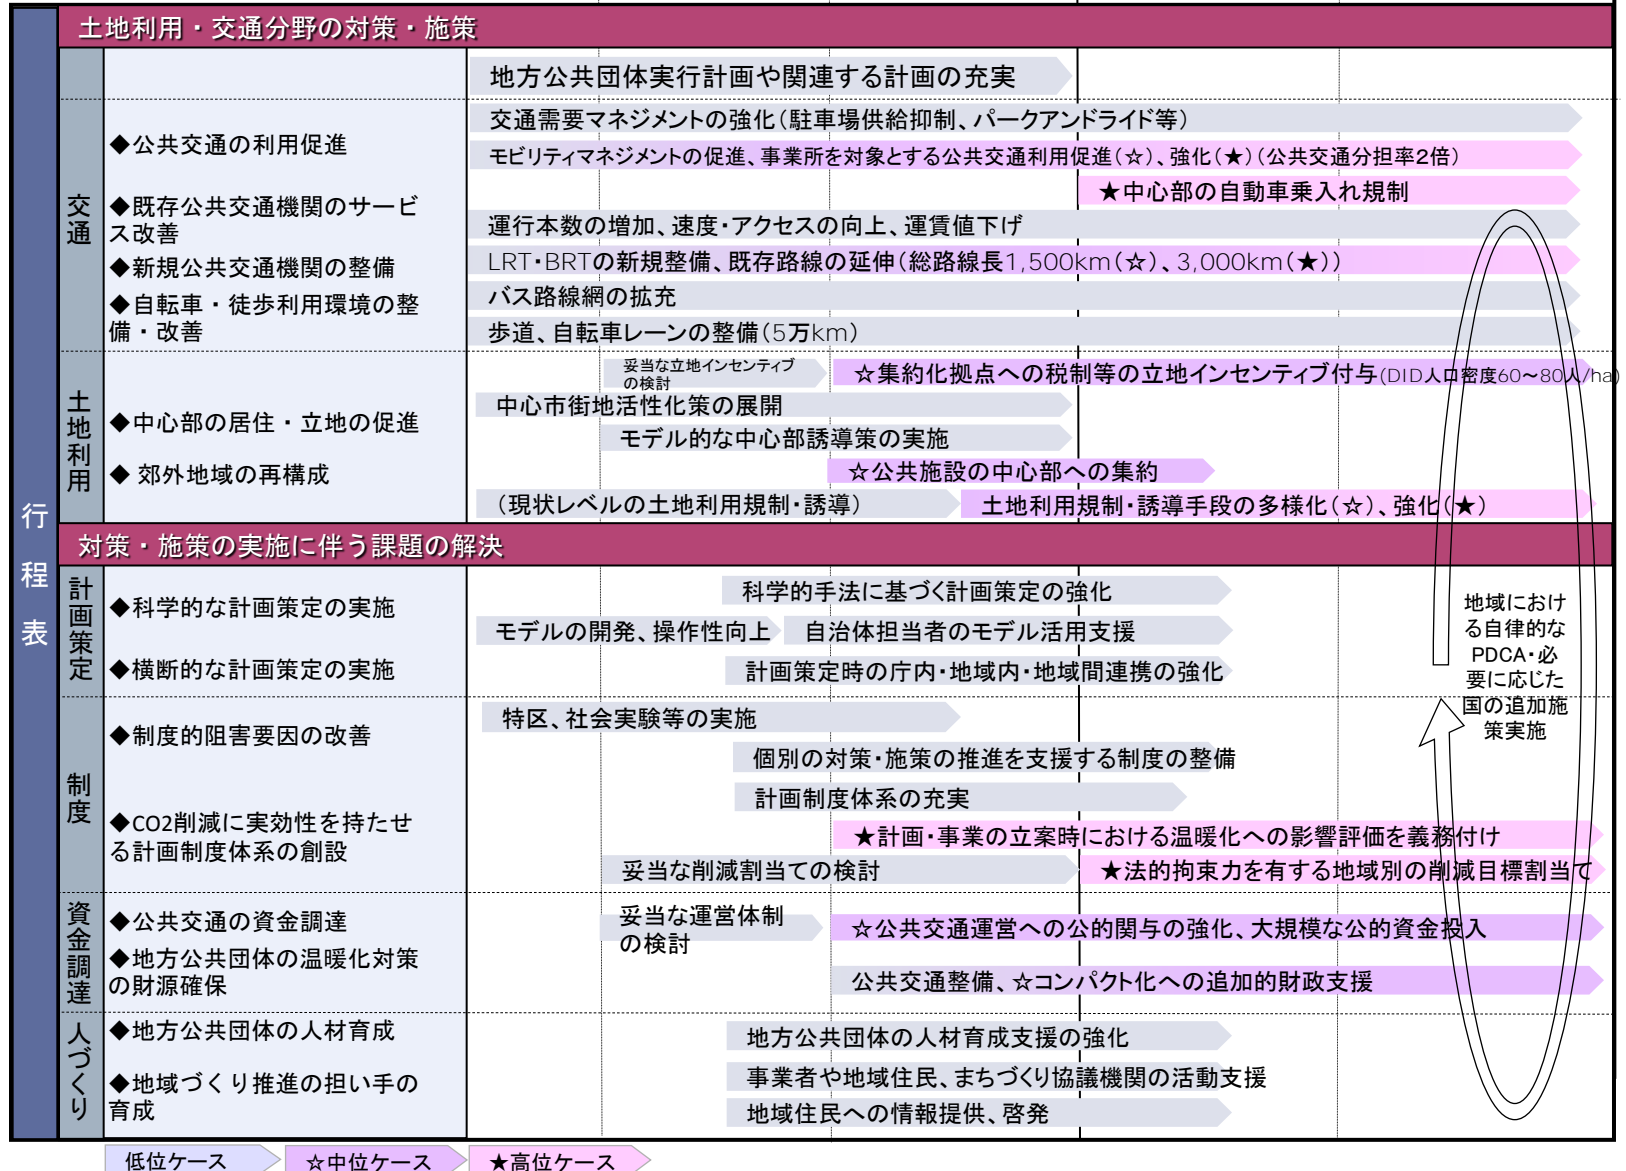 行程表
土地利用・交通分野の対策・施策
地方公共団体実行計画や関連する計画の充実
交通
◆公共交通の利用促進
◆既存公共交通機関のサービ
ス改善
◆新規公共交通機関の整備
◆自転車・徒歩利用環境の整
備・改善
交通需要マネジメントの強化(駐車場供給抑制、パークアンドライド等)
モビリティマネジメントの促進、事業所を対象とする公共交通利用促進(☆)、強化(★)(公共交通分担率2倍)
★中心部の自動車乗入れ規制
運行本数の増加、速度・アクセスの向上、運賃値下げ
LRT・BRTの新規整備、既存路線の延伸(総路線長1,500km(☆)、3,000km(★))
バス路線網の拡充
歩道、自転車レーンの整備(5万km)
土地利用
◆中心部の居住・立地の促進
◆ 郊外地域の再構成
妥当な立地インセンティブ
の検討
☆集約化拠点への税制等の立地インセンティブ付与(DID人口密度60~80人/ha)
中心市街地活性化策の展開
モデル的な中心部誘導策の実施
☆公共施設の中心部への集約
(現状レベルの土地利用規制・誘導)
土地利用規制・誘導手段の多様化(☆)、強化(★)
対策・施策の実施に伴う課題の解決
計画策定
◆科学的な計画策定の実施
◆横断的な計画策定の実施
科学的手法に基づく計画策定の強化
モデルの開発、操作性向上
自治体担当者のモデル活用支援
計画策定時の庁内・地域内・地域間連携の強化
地域におけ
る自律的な
PDCA・必
要に応じた
国の追加施
策実施
制度
◆制度的阻害要因の改善
◆CO2削減に実効性を持たせ
る計画制度体系の創設
特区、社会実験等の実施
個別の対策・施策の推進を支援する制度の整備
計画制度体系の充実
★計画・事業の立案時における温暖化への影響評価を義務付け
妥当な削減割当ての検討
★法的拘束力を有する地域別の削減目標割当て
資金調達
◆公共交通の資金調達
◆地方公共団体の温暖化対策
の財源確保
妥当な運営体制
の検討
☆公共交通運営への公的関与の強化、大規模な公的資金投入
公共交通整備、☆コンパクト化への追加的財政支援
人づくり
◆地方公共団体の人材育成
◆地域づくり推進の担い手の
育成
地方公共団体の人材育成支援の強化
事業者や地域住民、まちづくり協議機関の活動支援
地域住民への情報提供、啓発
低位ケース
☆中位ケース
★高位ケース